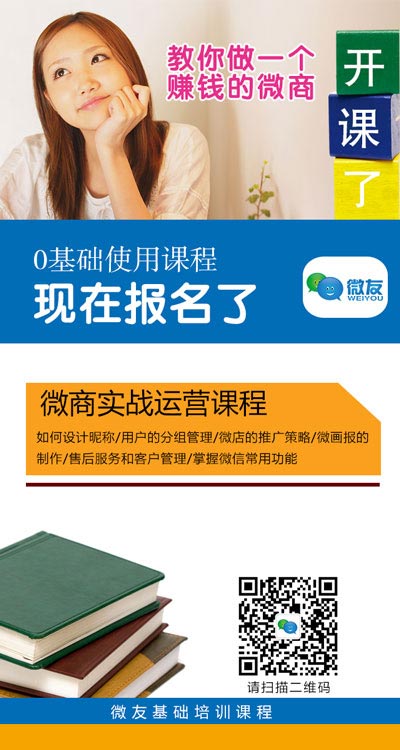 教你做一个
赚钱的微商
开
课
了
0基础使用课程
现在报名了
微友
WEIYOU
微商实战运营课程
如何设计昵称/用户的分组管理/微店的推广策略/微画报的
制作/售后服务和客户管理/掌握微信常用功能
请扫描二维码
微友基础培训课程